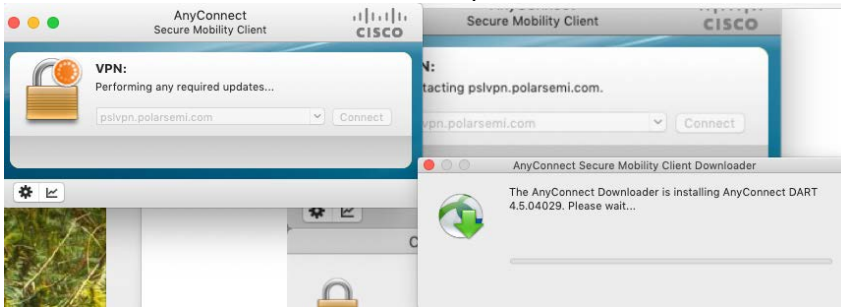 AnyConnect
Secure Mobility Client
CISCO
VPN:
Performing any required updates...
pslvpn.polarsemi.com
Connect
Secure Mobility Client
CISCO
N:
tacting pslvpn.polarsemi.com.
vpn.polarsemi.com
Connect
AnyConnect Secure Mobility Client Downloader
The AnyConnect Downloader is installing AnyConnect DART
4.5.04029. Please wait...
C